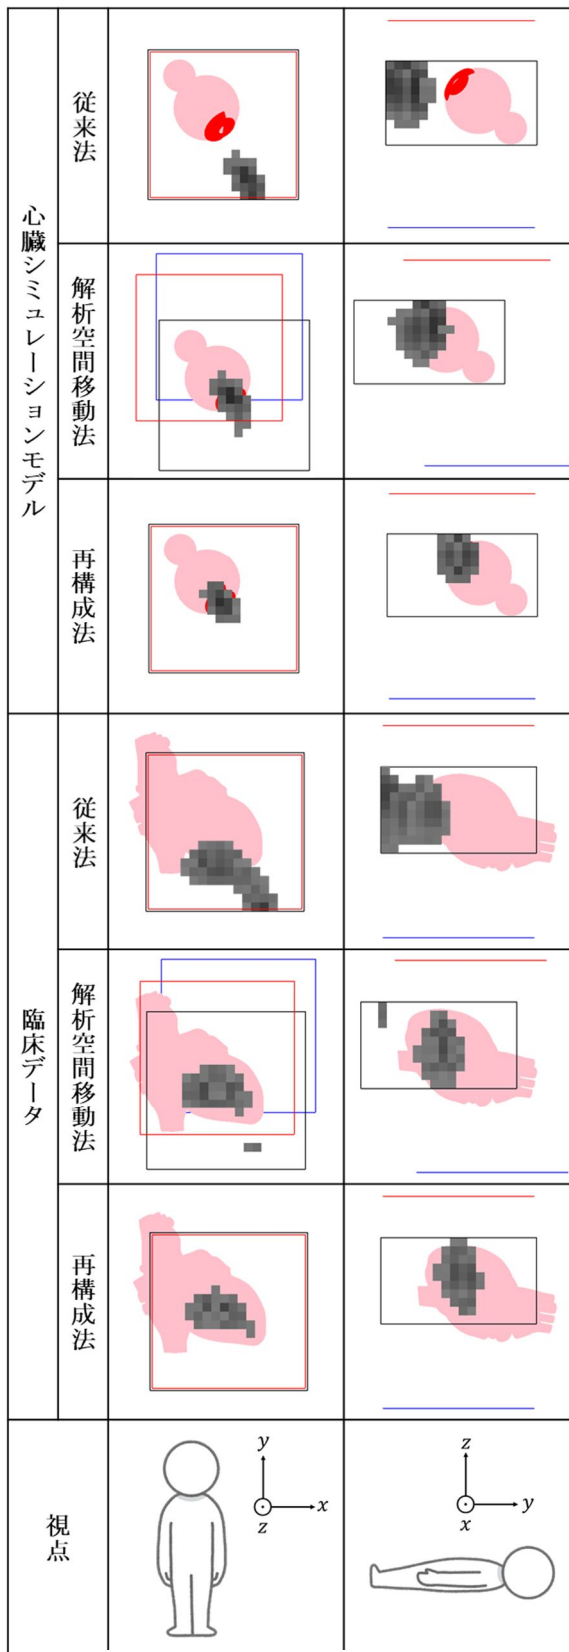 心臓シミュレーションモデル
従来法
解析空間移動法
再構成法
臨床データ
従来法
解析空間移動法
再構成法
視点
y
x
z
z
y
x